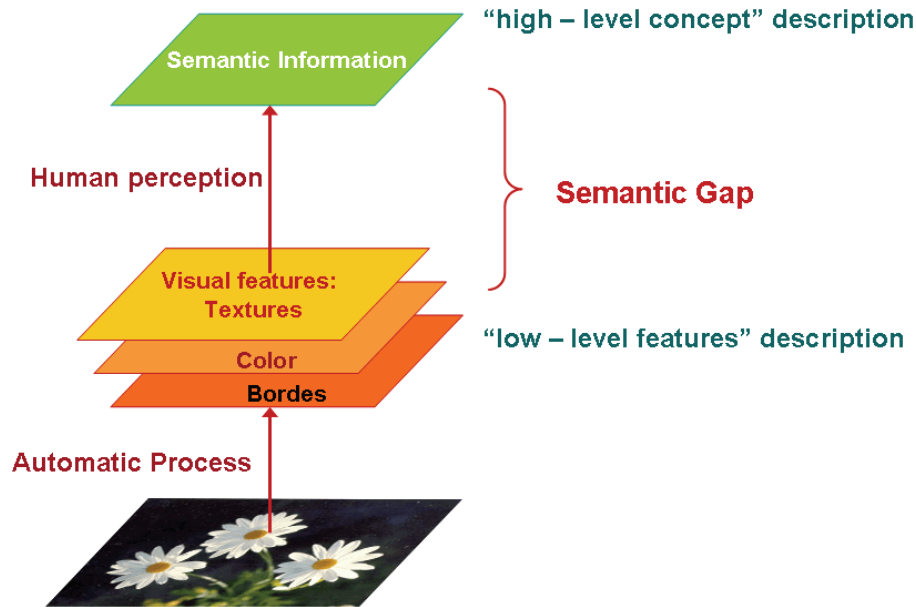 “high – level concept” description
Semantic Information
Human perception
Semantic Gap
Visual features:
Textures
“low – level features” description
Color
Bordes
Automatic Process